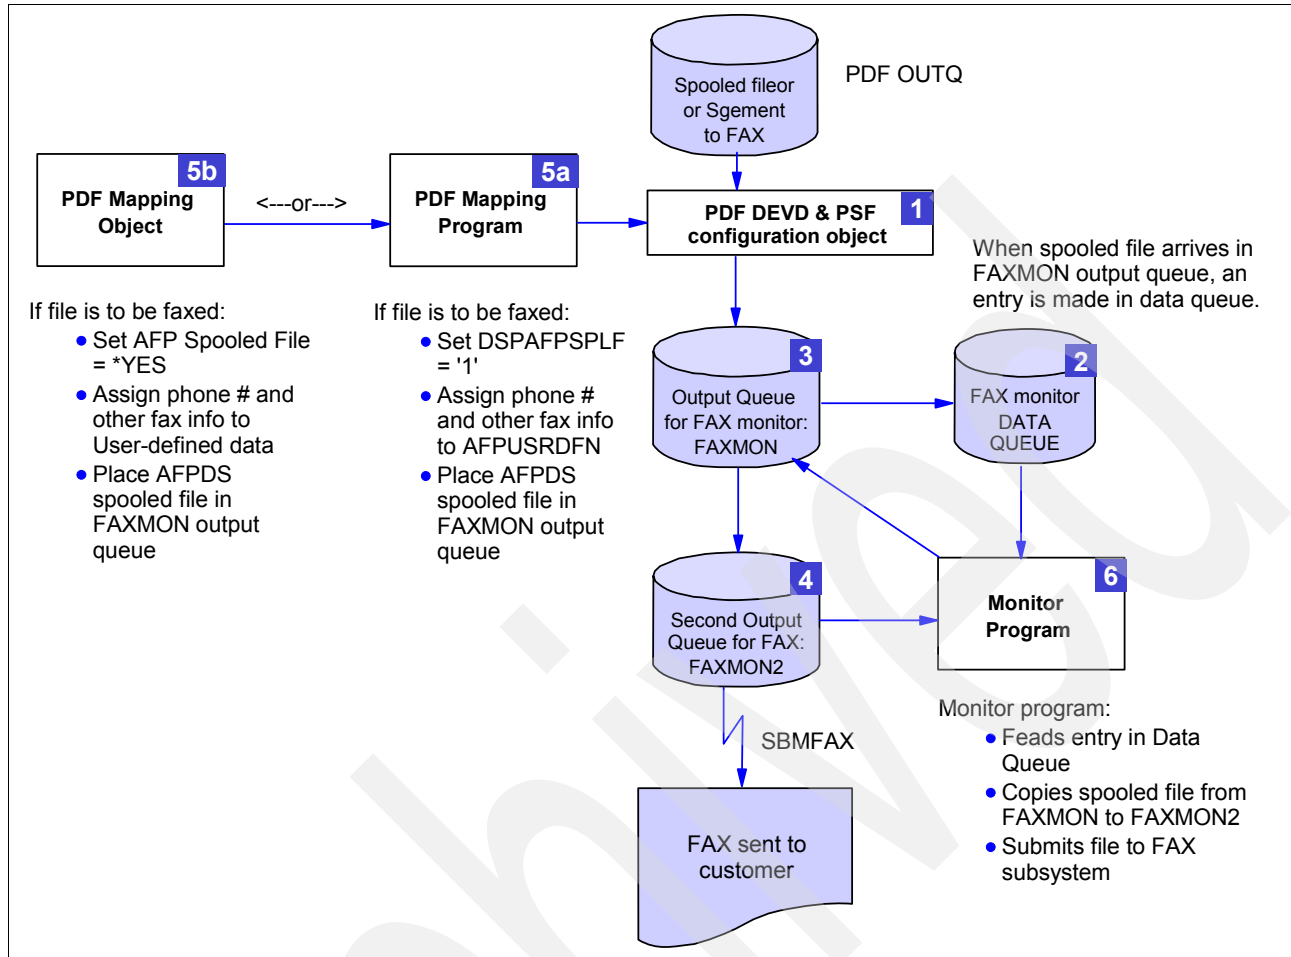 Spooled fileor
or Sgement
to FAX
PDF OUTQ
5b
PDF Mapping
Object
<---or--->
5a
PDF Mapping
Program
1
PDF DEVD & PSF
configuration object
When spooled file arrives in
FAXMON output queue, an
entry is made in data queue.
If file is to be faxed:
● Set AFP Spooled File
= *YES
● Assign phone # and
other fax info to
User-defined data
● Place AFPDS
spooled file in
FAXMON output
queue
If file is to be faxed:
● Set DSPAFPSPLF
= '1'
● Assign phone #
and other fax info
to AFPUSRDFN
● Place AFPDS
spooled file in
FAXMON output
queue
3
Output Queue
for FAX monitor:
FAXMON
2
FAX monitor
DATA
QUEUE
4
Second Output
Queue for FAX:
FAXMON2
6
Monitor
Program
SBMFAX
Monitor program:
● Feads entry in Data
Queue
● Copies spooled file from
FAXMON to FAXMON2
● Submits file to FAX
subsystem
FAX sent to
customer
hived